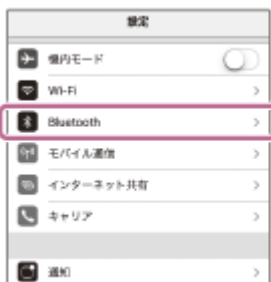 設定
機内モード
Wi-Fi
Bluetooth
モバイル通信
インターネット共有
キャリア
通知